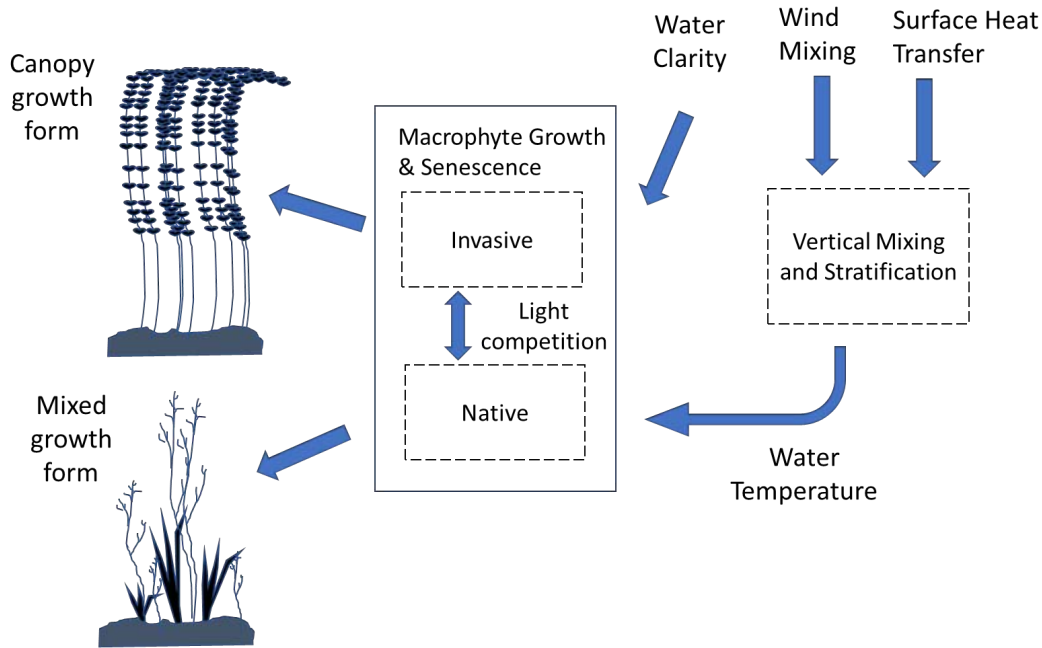 Canopy
growth
form
Mixed
growth
form
Macrophyte Growth
& Senescence
Invasive
Light
competition
Native
Water
Clarity
Wind
Mixing
Surface Heat
Transfer
Vertical Mixing
and Stratification
Water
Temperature